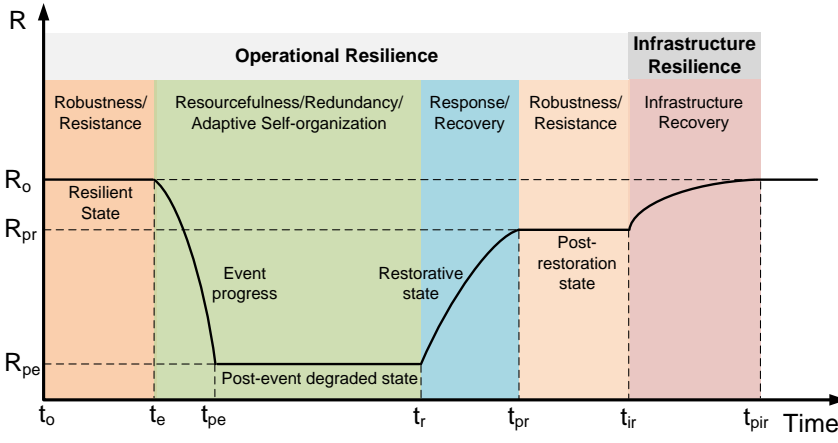 R
Operational Resilience
Infrastructure
Resilience
Robustness/
Resistance
Resourcefulness/Redundancy/
Adaptive Self-organization
Response/
Recovery
Robustness/
Resistance
Infrastructure
Recovery
Ro
Resilient
State
Rpr
Event
progress
Restorative
state
Post-
restoration
state
Rpe
Post-event degraded state
to
te
tpe
tr
tpr
tir
tpir
Time